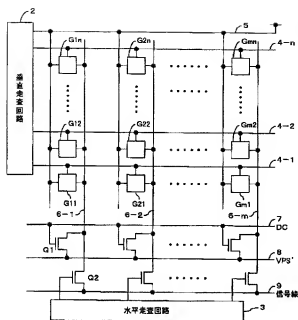 2
5
G1n G2n Gmn
4-n
垂直走査回路
G12 G22 Gm2
4-2
4-1
G11 G21 Gm1
6-1 6-2 6-m
7
DC
Q1
8
VPS'
Q2
9
信号線
水平走査回路
3